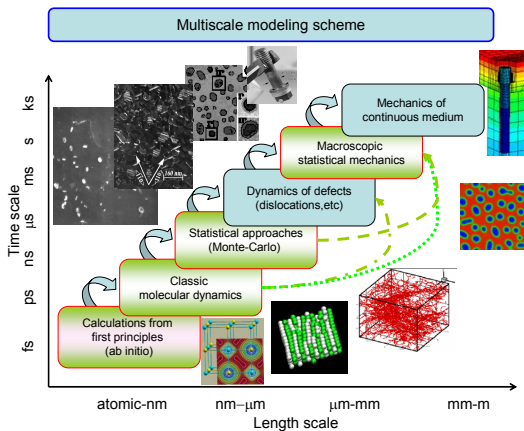 Multiscale modeling scheme
Time scale
ks
s
ms
μs
ns
ps
fs
Mechanics of
continuous medium
Macroscopic
statistical mechanics
Dynamics of defects
(dislocations,etc)
Statistical approaches
(Monte-Carlo)
Classic
molecular dynamics
Calculations from
first principles
(ab initio)
160 nm
atomic-nm
nm–μm
μm-mm
mm-m
Length scale